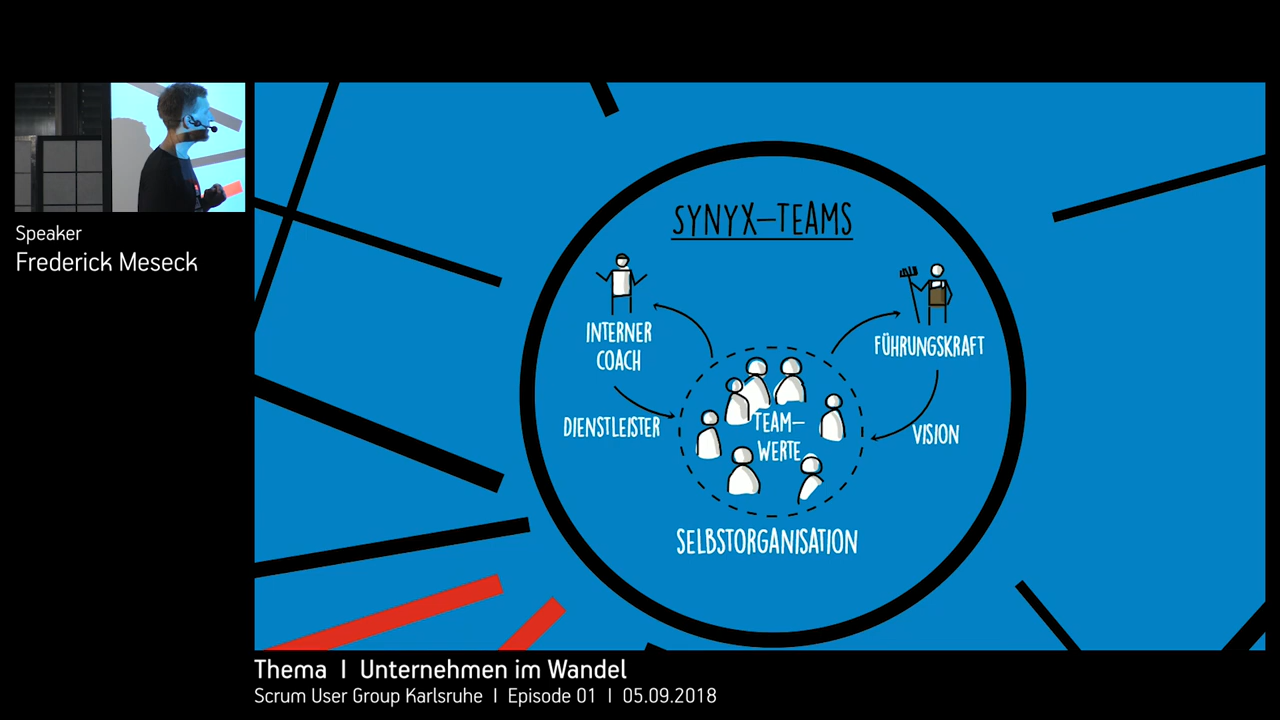 Speaker
Frederick Meseck
SYNYX–TEAMS
INTERNER
COACH
FÜHRUNGSKRAFT
DIENSTLEISTER
TEAM–
WERTE
VISION
SELBSTORGANISATION
Thema | Unternehmen im Wandel
Scrum User Group Karlsruhe | Episode 01 | 05.09.2018